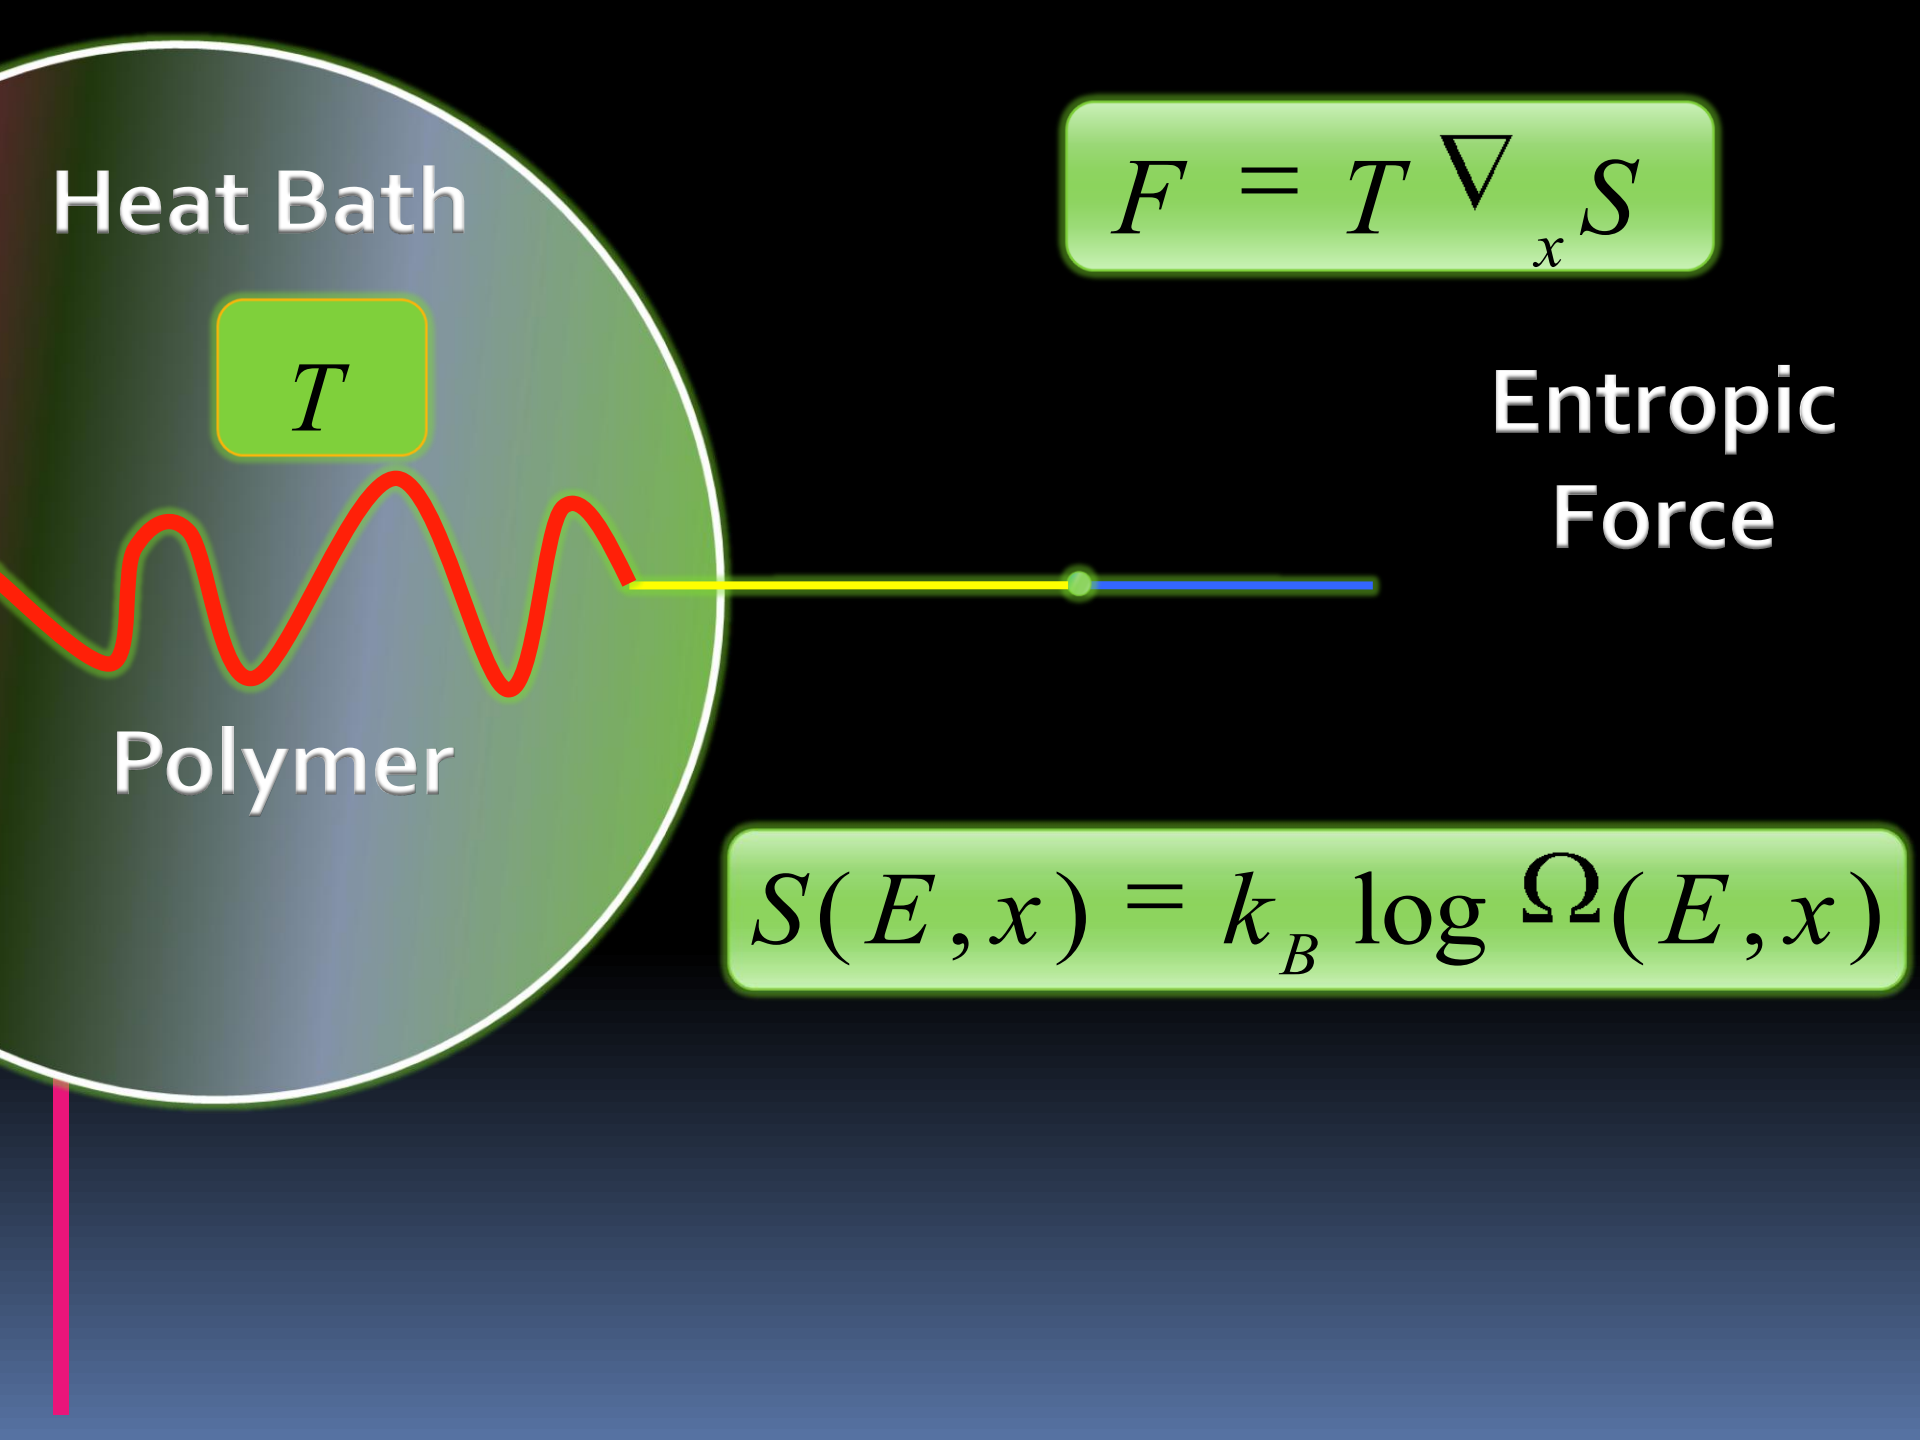 Heat Bath
F = T ∇ₓ S
T
Entropic
Force
Polymer
S(E, x) = k_B log Ω(E, x)